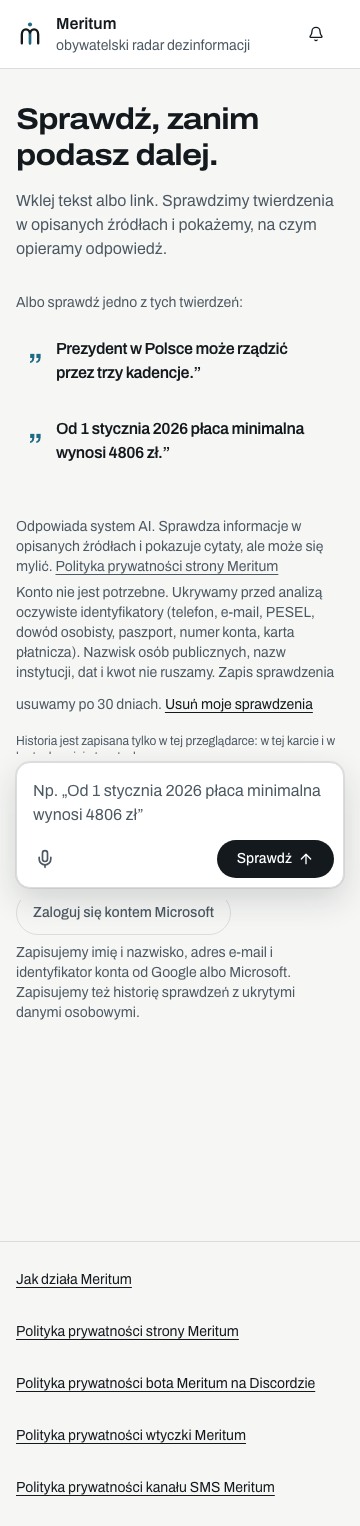 Meritum
obywatelski radar dezinformacji
Sprawdź, zanim
podasz dalej.
Wklej tekst albo link. Sprawdzimy twierdzenia
w opisanych źródłach i pokażemy, na czym
opieramy odpowiedź.
Albo sprawdź jedno z tych twierdzeń:
” Prezydent w Polsce może rządzić
przez trzy kadencje.”
” Od 1 stycznia 2026 płaca minimalna
wynosi 4806 zł.”
Odpowiada system AI. Sprawdza informacje w
opisanych źródłach i pokazuje cytaty, ale może się
mylić. Polityka prywatności strony Meritum
Konto nie jest potrzebne. Ukrywamy przed analizą
oczywiste identyfikatory (telefon, e-mail, PESEL,
dowód osobisty, paszport, numer konta, karta
płatnicza). Nazwisk osób publicznych, nazw
instytucji, dat i kwot nie ruszamy. Zapis sprawdzenia
usuwamy po 30 dniach. Usuń moje sprawdzenia
Historia jest zapisana tylko w tej przeglądarce: w tej karcie i w
Np. „Od 1 stycznia 2026 płaca minimalna
wynosi 4806 zł”
Sprawdź
Zaloguj się kontem Microsoft
Zapisujemy imię i nazwisko, adres e-mail i
identyfikator konta od Google albo Microsoft.
Zapisujemy też historię sprawdzeń z ukrytymi
danymi osobowymi.
Jak działa Meritum
Polityka prywatności strony Meritum
Polityka prywatności bota Meritum na Discordzie
Polityka prywatności wtyczki Meritum
Polityka prywatności kanału SMS Meritum